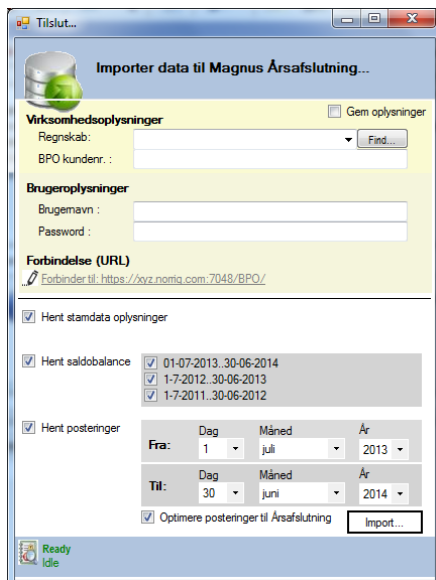 Tilslut...
Importer data til Magnus Årsafslutning...
Virksomhedsoplysninger
Gem oplysninger
Regnskab:
Find...
BPO kundenr. :
Brugeroplysninger
Brugernavn :
Password :
Forbindelse (URL)
Forbinder til: https://xyz.norriq.com:7048/BPO/
Hent stamdata oplysninger
Hent saldobalance
01-07-2013..30-06-2014
1-7-2012..30-06-2013
1-7-2011..30-06-2012
Hent posteringer
Dag Måned År
Fra: 1 juli 2013
Dag Måned År
Til: 30 juni 2014
Optimere posteringer til Årsafslutning
Import...
Ready
Idle